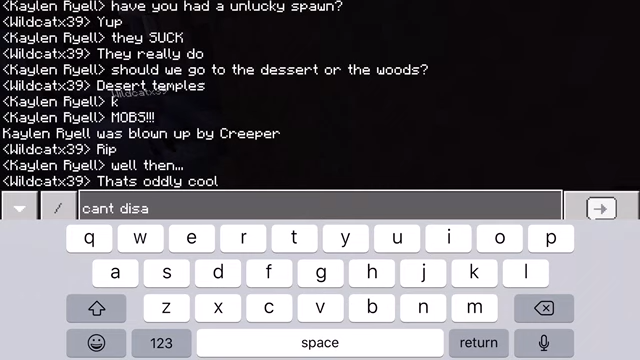 <Kaylen Ryell> have you had a unlucky spawn?
<Wildcatx39> Yup
<Kaylen Ryell> they SUCK
<Wildcatx39> They really do
<Kaylen Ryell> should we go to the dessert or the woods?
<Wildcatx39> Desert temples
Wildcatx39
<Kaylen Ryell> k
<Kaylen Ryell> MOBS!!!
Kaylen Ryell was blown up by Creeper
<Wildcatx39> Rip
<Kaylen Ryell> well then...
<Wildcatx39> Thats oddly cool
/ cant disa
q w e r t y u i o p
a s d f g h j k l
z x c v b n m
123 space return